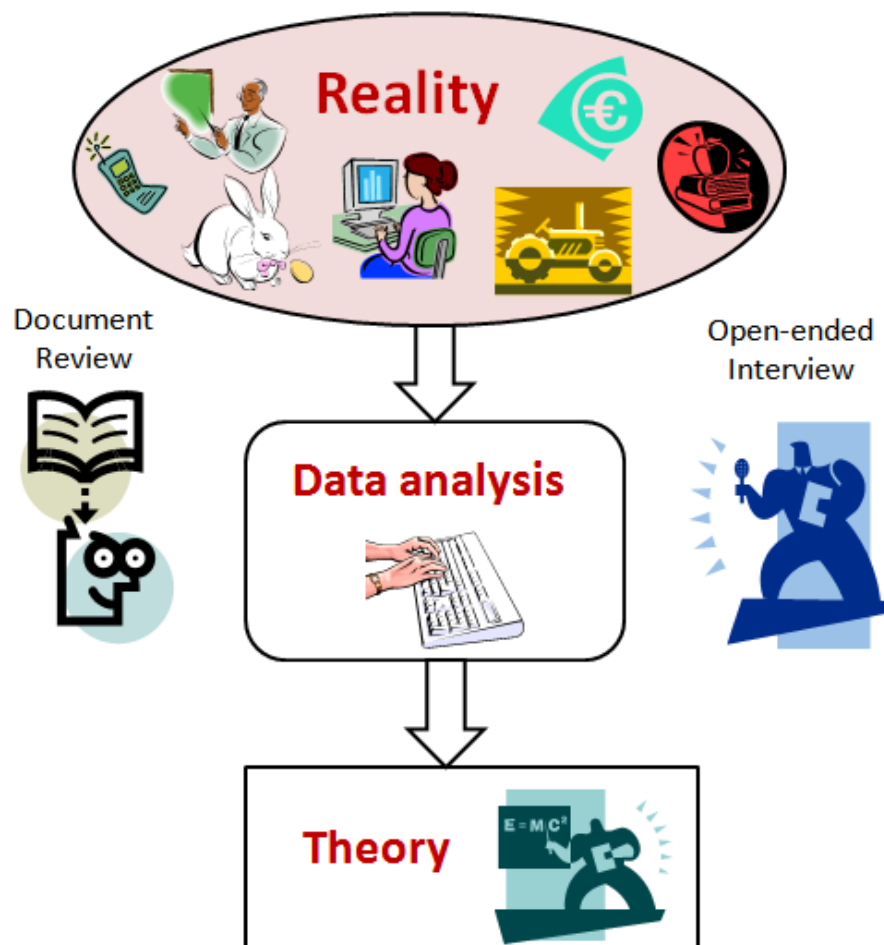 Reality
€
Document
Review
Open-ended
Interview
Data analysis
Theory
E=MC²